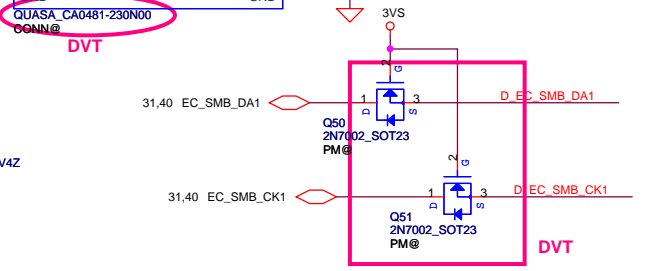 QUASA_CA0481-230N00
CONN@
DVT
3VS
2
G
31,40 EC_SMB_DA1
1
3
D_EC_SMB_DA1
D
S
Q50
2N7002_SOT23
PM@
V4Z
2
G
31,40 EC_SMB_CK1
1
3
D_EC_SMB_CK1
D
S
Q51
2N7002_SOT23
PM@
DVT